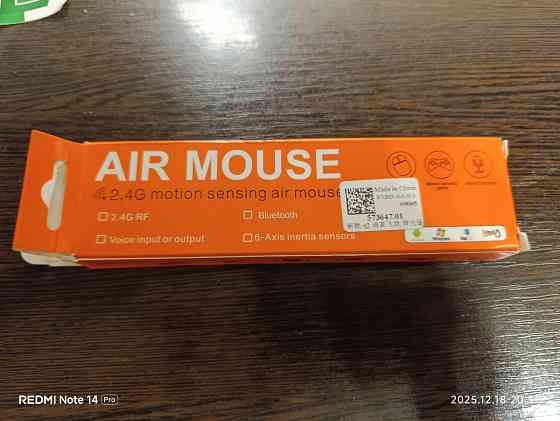 AIR MOUSE
2.4G motion sensing air mouse
2.4G RF
Bluetooth
Voice input or output
6-Axis inertia sensors
Made in China
573647.01
Windows
REDMI Note 14 Pro
2025.12.18